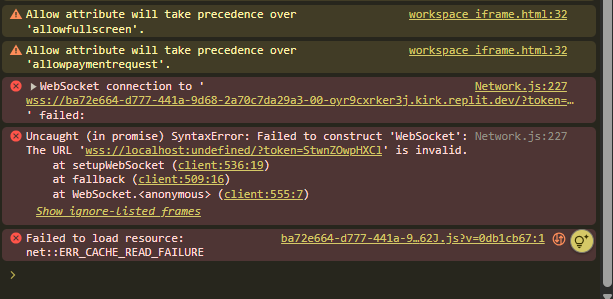 Allow attribute will take precedence over workspace_iframe.html:32
'allowfullscreen'.
Allow attribute will take precedence over workspace_iframe.html:32
'allowpaymentrequest'.
WebSocket connection to ' Network.js:227
wss://ba72e664-d777-441a-9d68-2a70c7da29a3-00-oyr9cxrker3j.kirk.replit.dev/?token=…
' failed:
Uncaught (in promise) SyntaxError: Failed to construct 'WebSocket': Network.js:227
The URL 'wss://localhost:undefined/?token=StwnZOwpHXCl' is invalid.
at setupWebSocket (client:536:19)
at fallback (client:509:16)
at WebSocket.<anonymous> (client:555:7)
Show ignore-listed frames
Failed to load resource: ba72e664-d777-441a-9…62J.js?v=0db1cb67:1
net::ERR_CACHE_READ_FAILURE